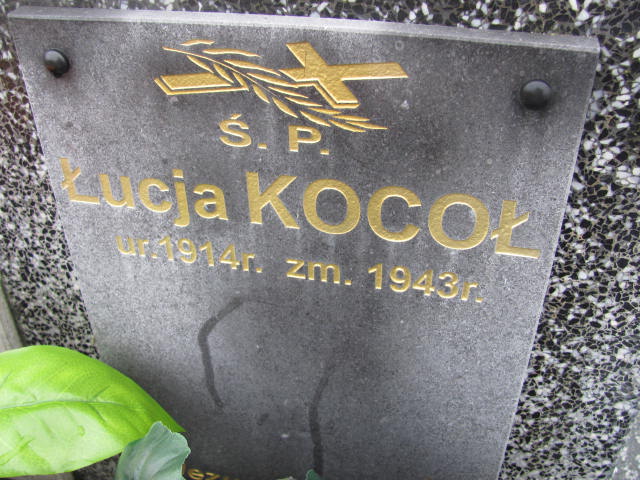 Ś. P.
Łucja KOCOŁ
ur.1914r. zm. 1943r.